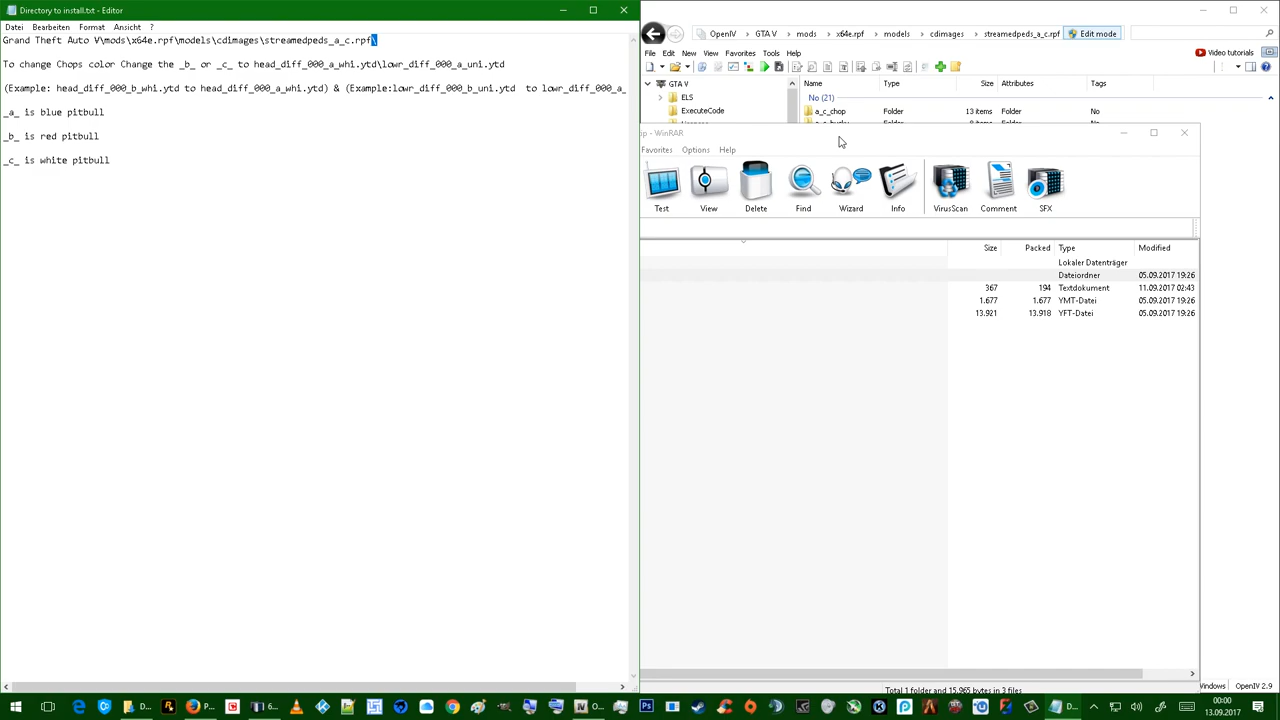 Directory to install.txt - Editor
Datei Bearbeiten Format Ansicht ?
Grand Theft Auto V\mods\x64e.rpf\models\cdimages\streamedpeds_a_c.rpf\
To change Chops color Change the _b_ or _c_ to head_diff_000_a_whi.ytd\lowr_diff_000_a_uni.ytd
(Example: head_diff_000_b_whi.ytd to head_diff_000_a_whi.ytd) & (Example:lowr_diff_000_b_uni.ytd to lowr_diff_000_a_
_a_ is blue pitbull
_b_ is red pitbull
_c_ is white pitbull
OpenIV GTA V mods x64e.rpf models cdimages streamedpeds_a_c.rpf Edit mode
File Edit New View Favorites Tools Help Video tutorials
GTA V Name Type Size Attributes Tags
ELS No (21)
ExecuteCode a_c_chop Folder 13 items Folder No
- WinRAR
Favorites Options Help
Test View Delete Find Wizard Info VirusScan Comment SFX
Size Packed Type Modified
Lokaler Datenträger
Dateiordner 05.09.2017 19:26
367 194 Textdokument 11.09.2017 02:43
1.677 1.677 YMT-Datei 05.09.2017 19:26
13.921 13.918 YFT-Datei 05.09.2017 19:26
Total 1 folder and 15.965 bytes in 3 files
Windows OpenIV 2.9
D... P... 6... O... D...
00:00
13.09.2017